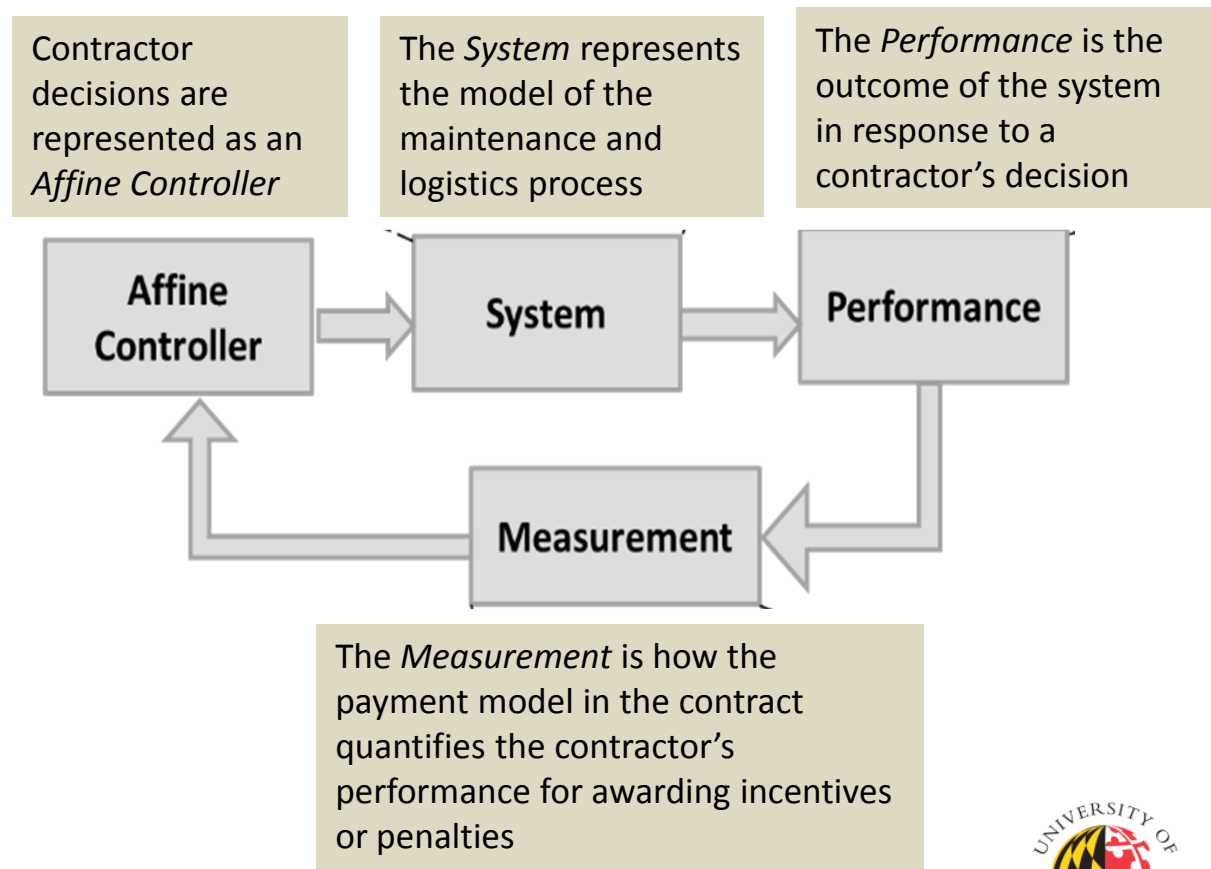 Contractor
decisions are
represented as an
Affine Controller
The System represents
the model of the
maintenance and
logistics process
The Performance is the
outcome of the system
in response to a
contractor’s decision
Affine
Controller
System
Performance
Measurement
The Measurement is how the
payment model in the contract
quantifies the contractor’s
performance for awarding incentives
or penalties
UNIVERSITY OF